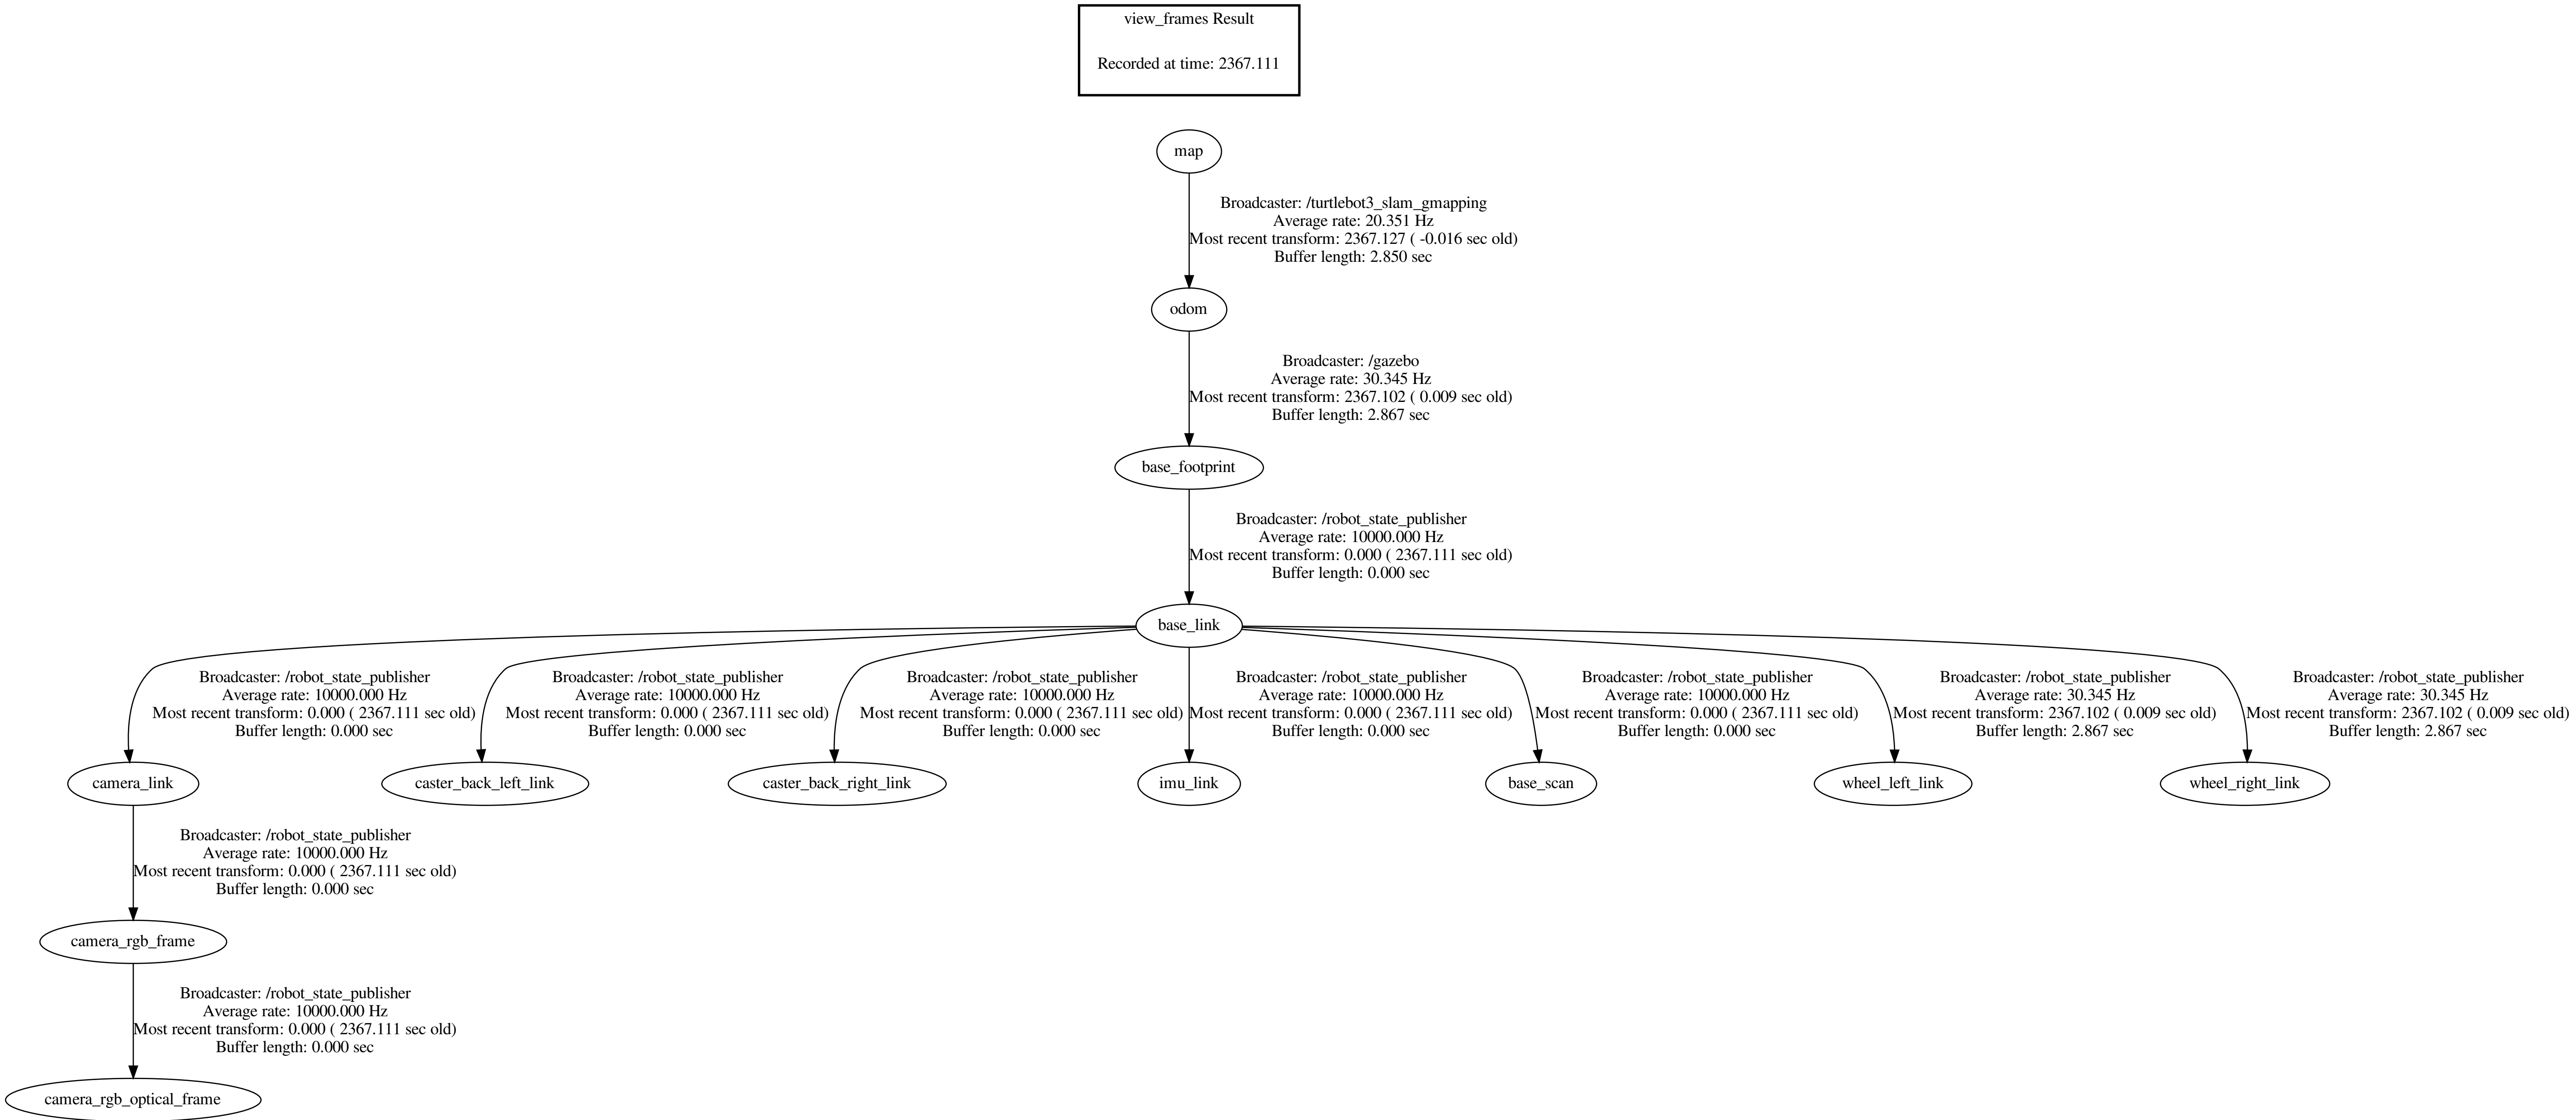 view_frames Result
Recorded at time: 2367.111
map
Broadcaster: /turtlebot3_slam_gmapping
Average rate: 20.351 Hz
Most recent transform: 2367.127 ( -0.016 sec old)
Buffer length: 2.850 sec
odom
Broadcaster: /gazebo
Average rate: 30.345 Hz
Most recent transform: 2367.102 ( 0.009 sec old)
Buffer length: 2.867 sec
base_footprint
Broadcaster: /robot_state_publisher
Average rate: 10000.000 Hz
Most recent transform: 0.000 ( 2367.111 sec old)
Buffer length: 0.000 sec
base_link
Broadcaster: /robot_state_publisher
Average rate: 10000.000 Hz
Most recent transform: 0.000 ( 2367.111 sec old)
Buffer length: 0.000 sec
Broadcaster: /robot_state_publisher
Average rate: 10000.000 Hz
Most recent transform: 0.000 ( 2367.111 sec old)
Buffer length: 0.000 sec
Broadcaster: /robot_state_publisher
Average rate: 10000.000 Hz
Most recent transform: 0.000 ( 2367.111 sec old)
Buffer length: 0.000 sec
Broadcaster: /robot_state_publisher
Average rate: 10000.000 Hz
Most recent transform: 0.000 ( 2367.111 sec old)
Buffer length: 0.000 sec
Broadcaster: /robot_state_publisher
Average rate: 10000.000 Hz
Most recent transform: 0.000 ( 2367.111 sec old)
Buffer length: 0.000 sec
Broadcaster: /robot_state_publisher
Average rate: 30.345 Hz
Most recent transform: 2367.102 ( 0.009 sec old)
Buffer length: 2.867 sec
Broadcaster: /robot_state_publisher
Average rate: 30.345 Hz
Most recent transform: 2367.102 ( 0.009 sec old)
Buffer length: 2.867 sec
camera_link
caster_back_left_link
caster_back_right_link
imu_link
base_scan
wheel_left_link
wheel_right_link
Broadcaster: /robot_state_publisher
Average rate: 10000.000 Hz
Most recent transform: 0.000 ( 2367.111 sec old)
Buffer length: 0.000 sec
camera_rgb_frame
Broadcaster: /robot_state_publisher
Average rate: 10000.000 Hz
Most recent transform: 0.000 ( 2367.111 sec old)
Buffer length: 0.000 sec
camera_rgb_optical_frame